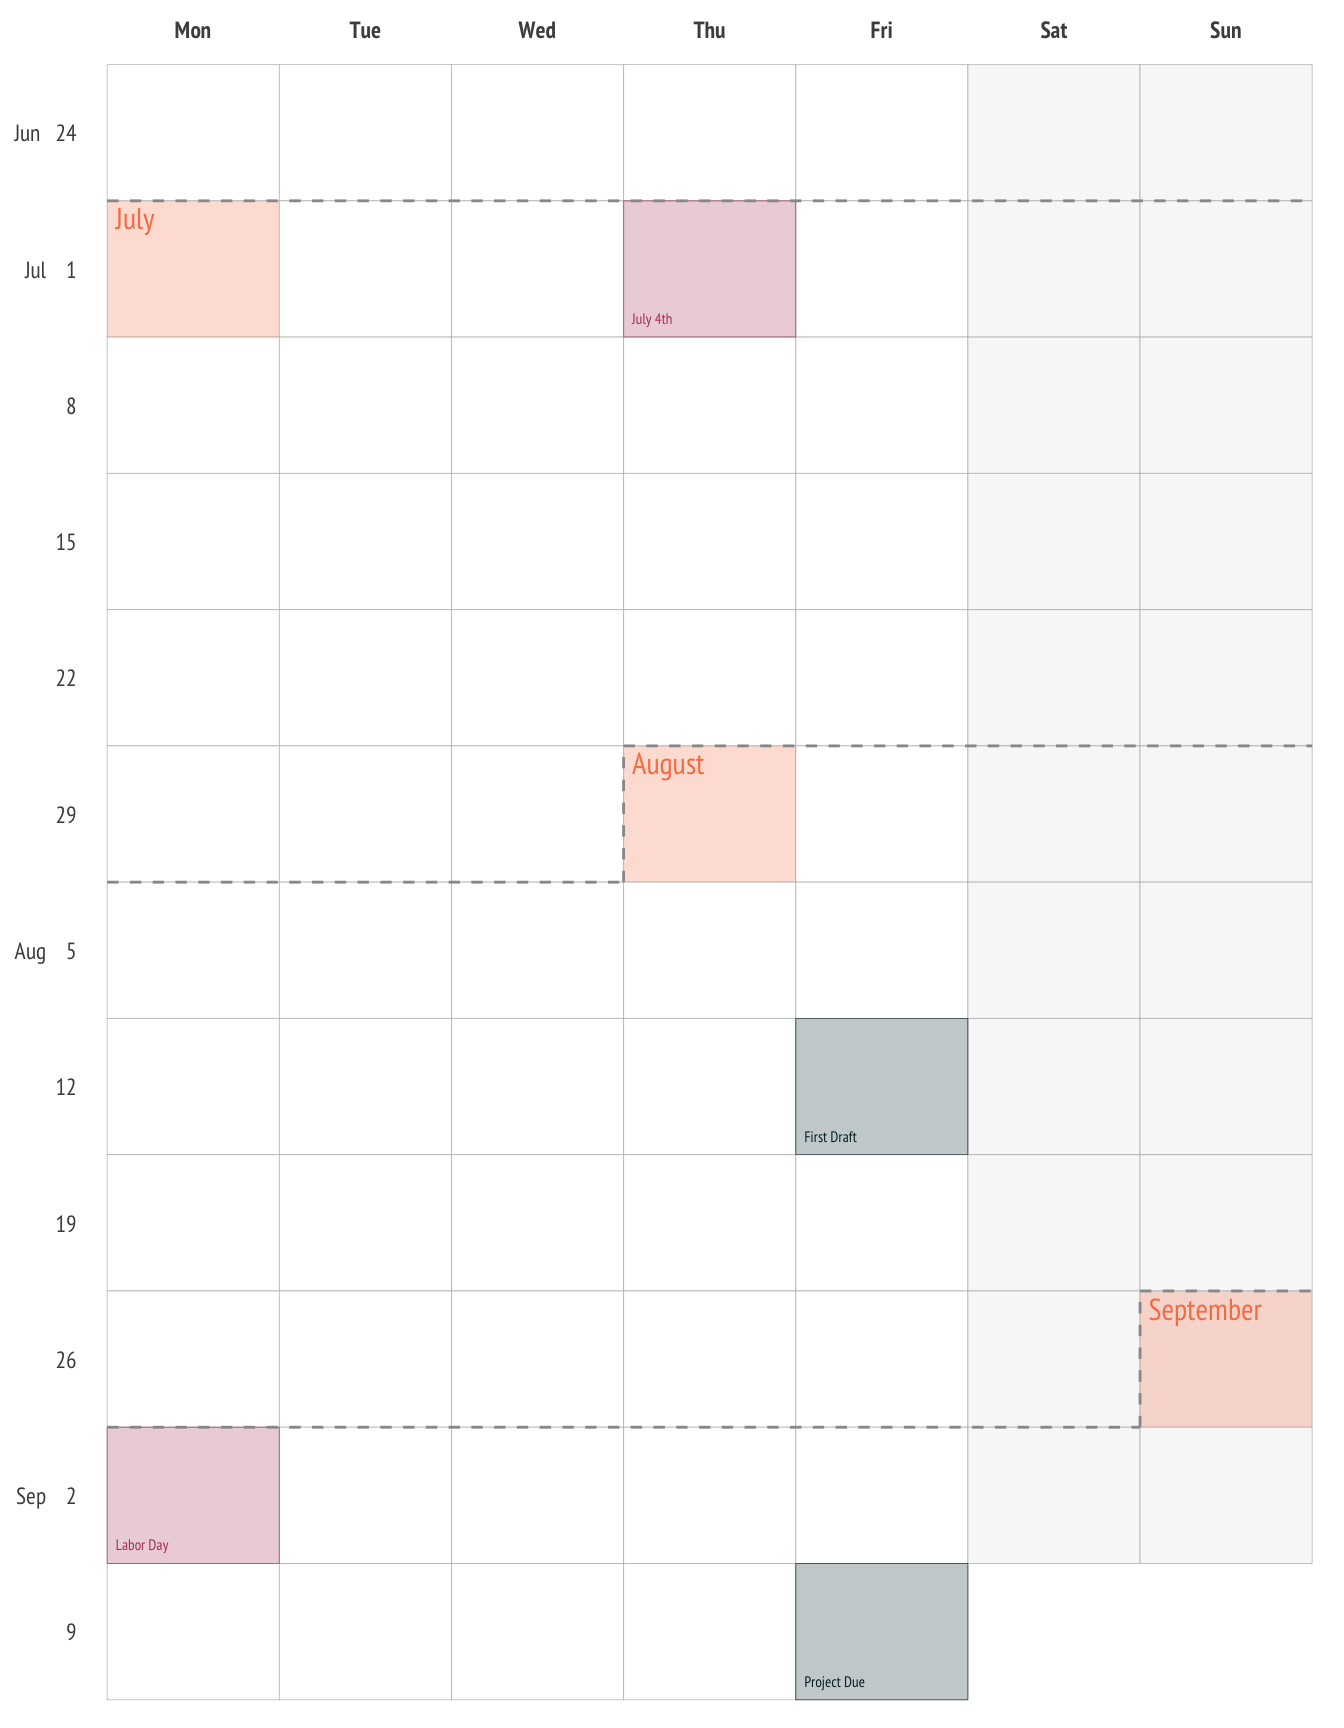 Mon Tue Wed Thu Fri Sat Sun
Jun 24
July
Jul 1
July 4th
8
15
22
August
29
Aug 5
12
First Draft
19
September
26
Sep 2
Labor Day
9
Project Due